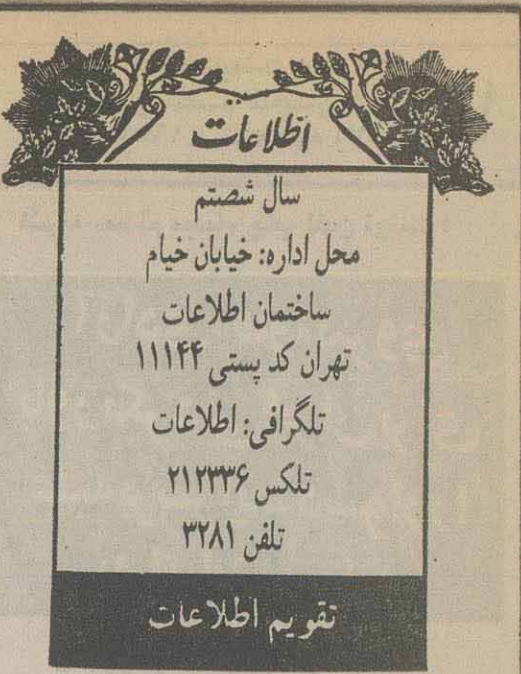 اطلاعات
سال شصتم
محل اداره: خیابان خیام
ساختمان اطلاعات
تهران کد پستی ۱۱۱۴۴
تلگرافی: اطلاعات
تلکس ۲۱۲۳۳۶
تلفن ۳۲۸۱
تقویم اطلاعات